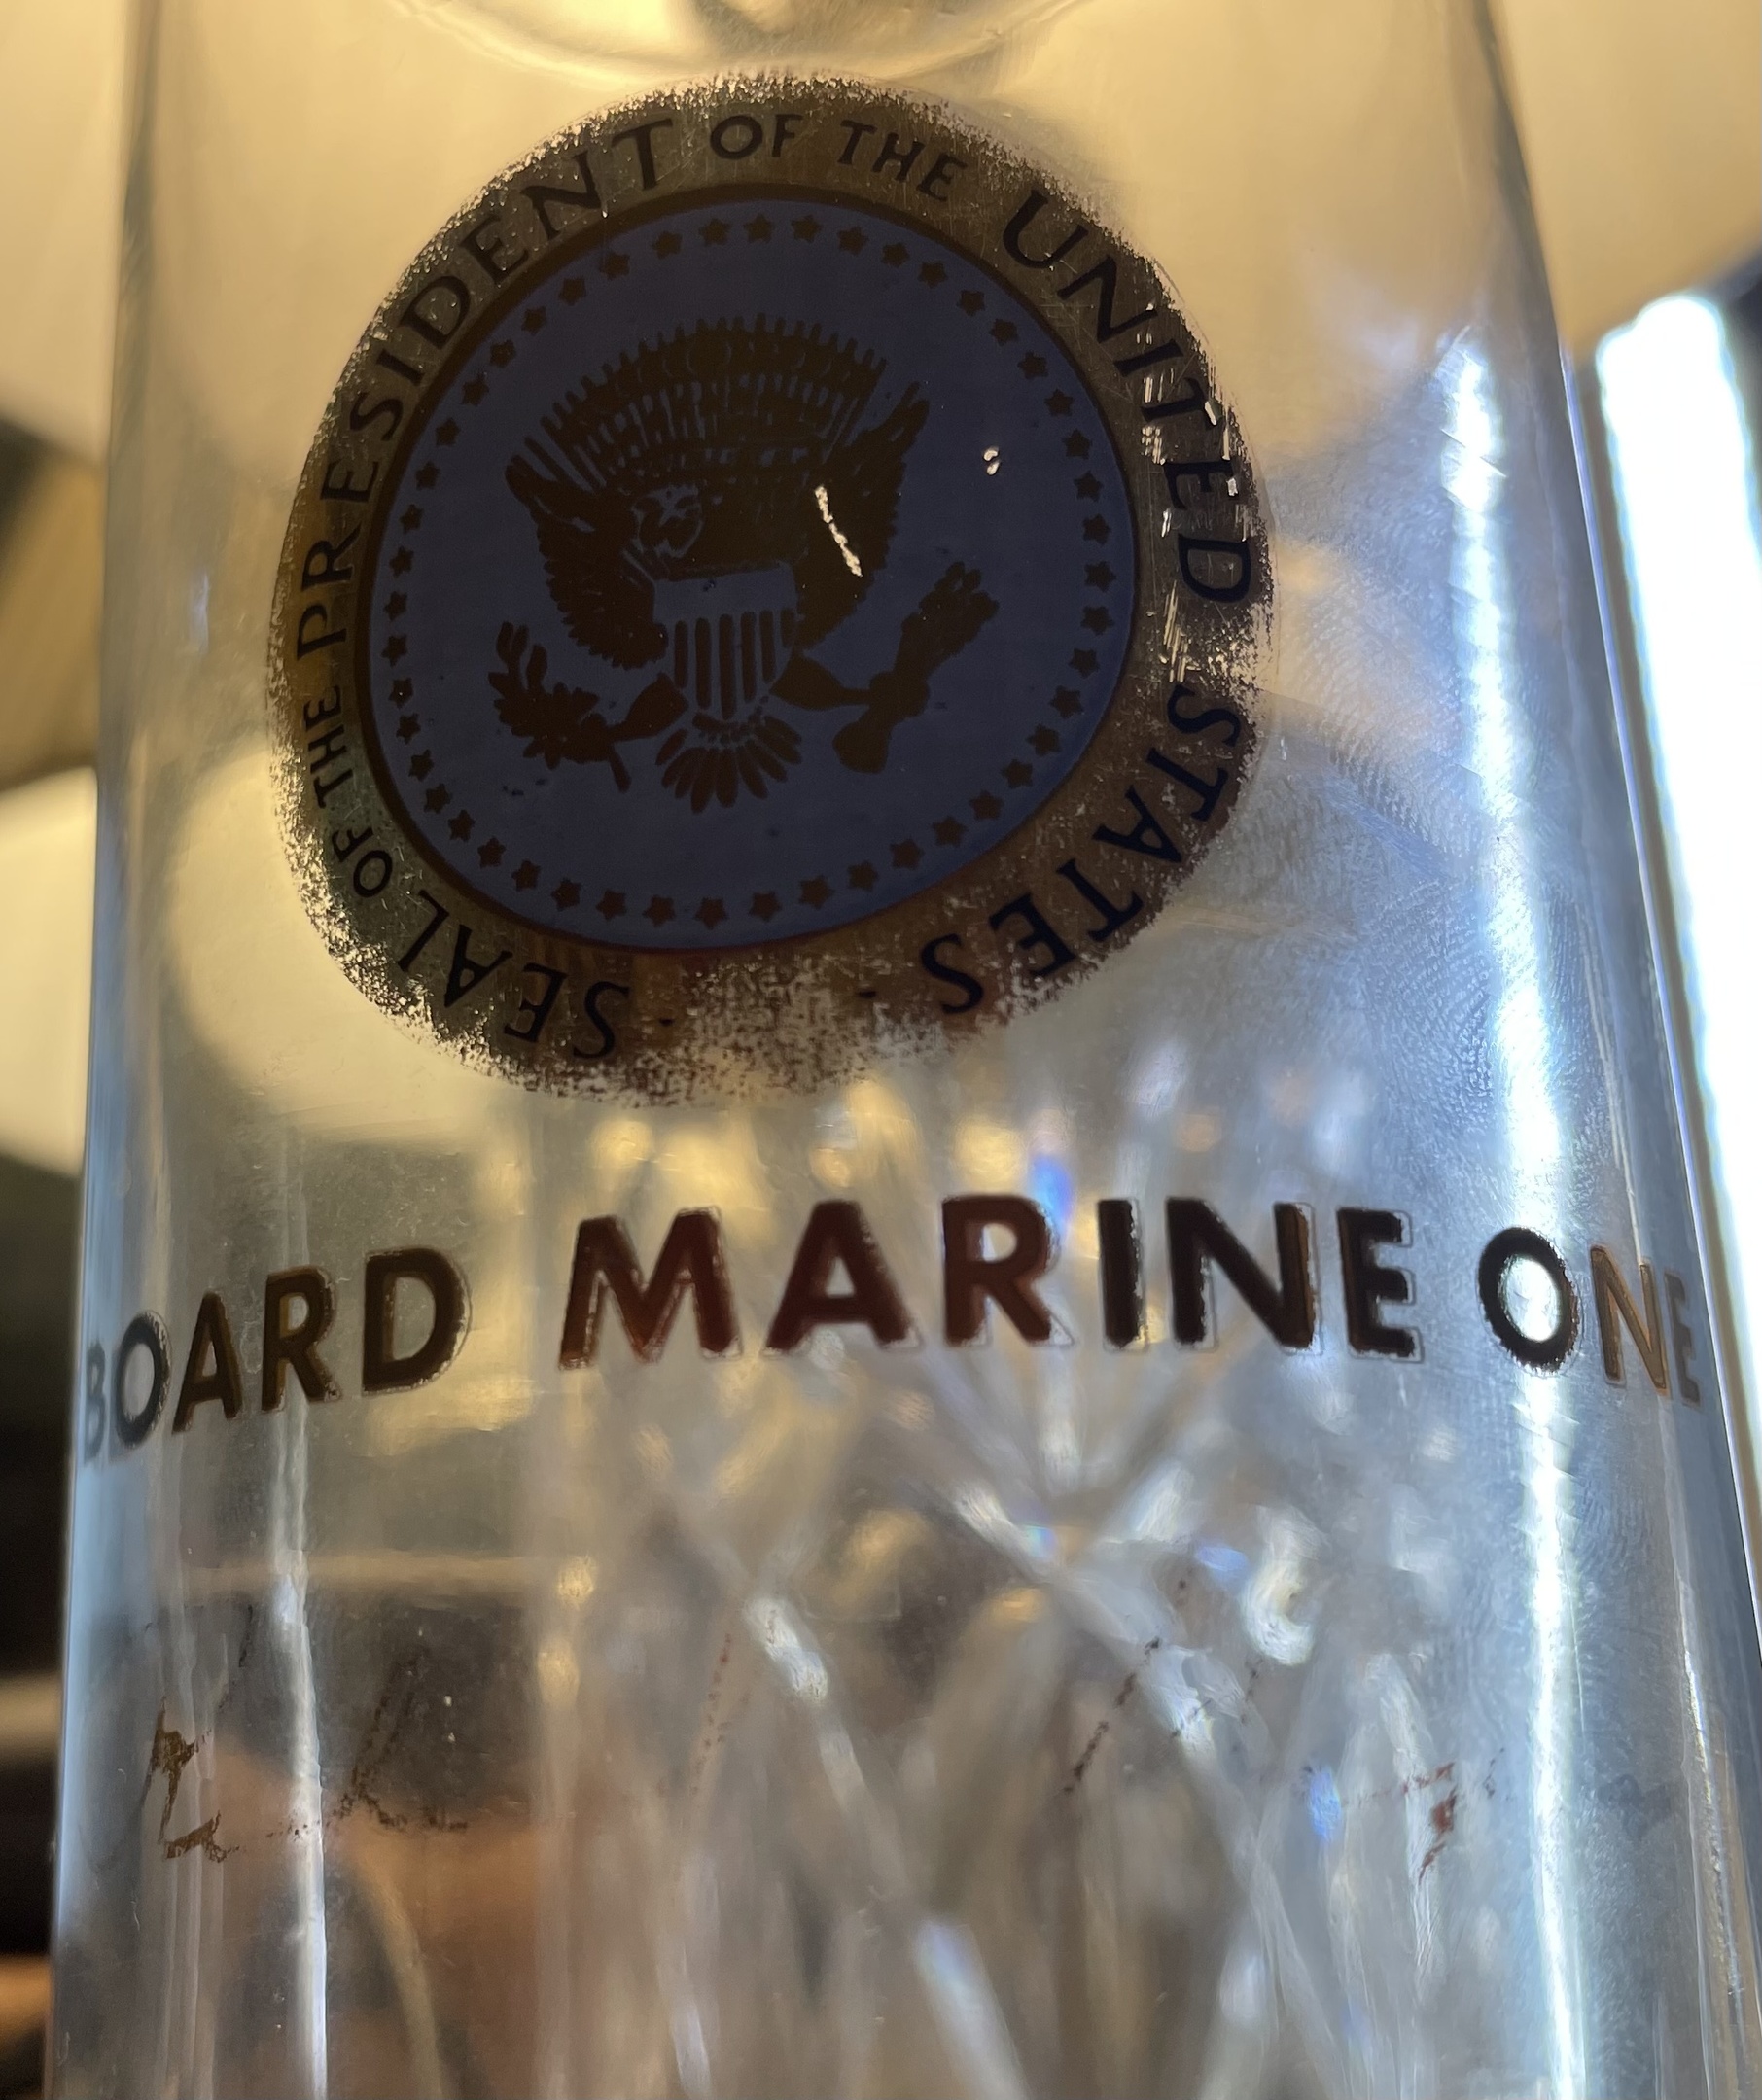 SEAL OF THE PRESIDENT OF THE UNITED STATES
BOARD MARINE ONE